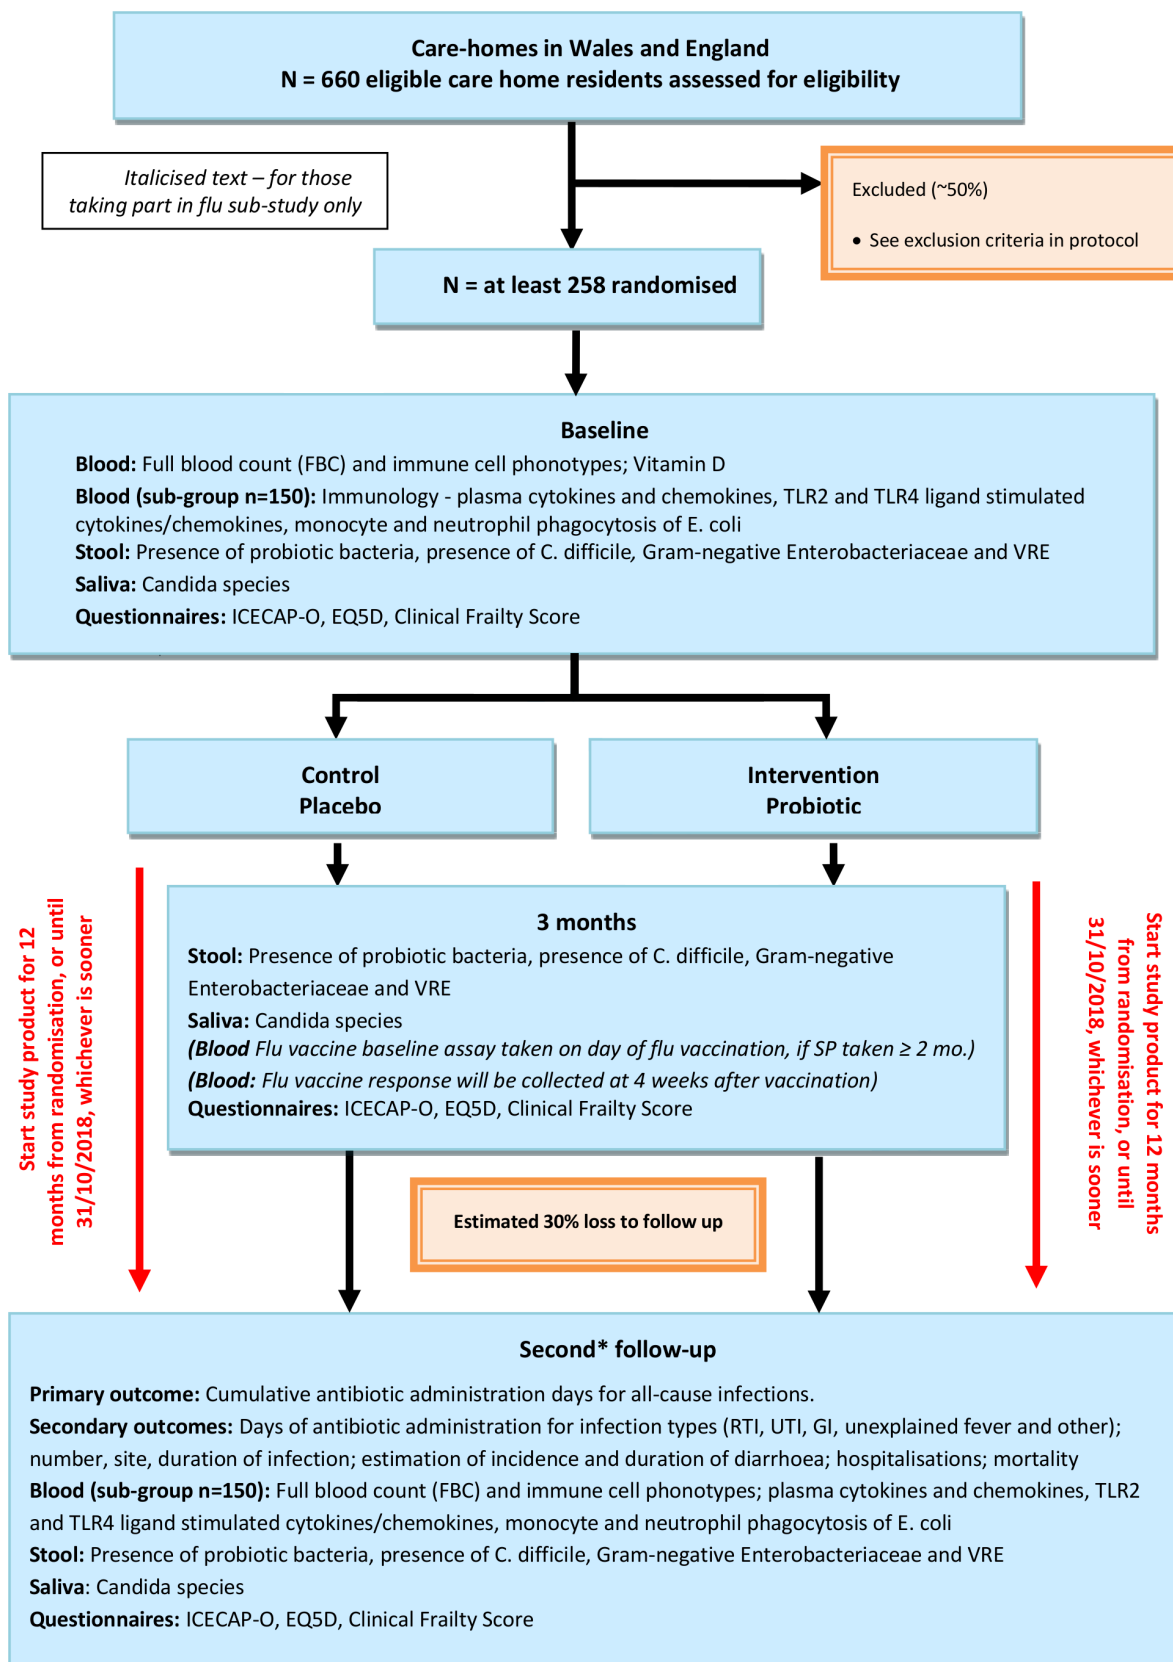 Care-homes in Wales and England
N = 660 eligible care home residents assessed for eligibility
Italicised text – for those
taking part in flu sub-study only
Excluded (~50%)
• See exclusion criteria in protocol
N = at least 258 randomised
Baseline
Blood: Full blood count (FBC) and immune cell phonotypes; Vitamin D
Blood (sub-group n=150): Immunology - plasma cytokines and chemokines, TLR2 and TLR4 ligand stimulated
cytokines/chemokines, monocyte and neutrophil phagocytosis of E. coli
Stool: Presence of probiotic bacteria, presence of C. difficile, Gram-negative Enterobacteriaceae and VRE
Saliva: Candida species
Questionnaires: ICECAP-O, EQ5D, Clinical Frailty Score
Control
Placebo
Intervention
Probiotic
Start study product for 12
months from randomisation, or until
31/10/2018, whichever is sooner
3 months
Stool: Presence of probiotic bacteria, presence of C. difficile, Gram-negative
Enterobacteriaceae and VRE
Saliva: Candida species
(Blood Flu vaccine baseline assay taken on day of flu vaccination, if SP taken ≥ 2 mo.)
(Blood: Flu vaccine response will be collected at 4 weeks after vaccination)
Questionnaires: ICECAP-O, EQ5D, Clinical Frailty Score
Start study product for 12 months
from randomisation, or until
31/10/2018, whichever is sooner
Estimated 30% loss to follow up
Second* follow-up
Primary outcome: Cumulative antibiotic administration days for all-cause infections.
Secondary outcomes: Days of antibiotic administration for infection types (RTI, UTI, GI, unexplained fever and other);
number, site, duration of infection; estimation of incidence and duration of diarrhoea; hospitalisations; mortality
Blood (sub-group n=150): Full blood count (FBC) and immune cell phonotypes; plasma cytokines and chemokines, TLR2
and TLR4 ligand stimulated cytokines/chemokines, monocyte and neutrophil phagocytosis of E. coli
Stool: Presence of probiotic bacteria, presence of C. difficile, Gram-negative Enterobacteriaceae and VRE
Saliva: Candida species
Questionnaires: ICECAP-O, EQ5D, Clinical Frailty Score